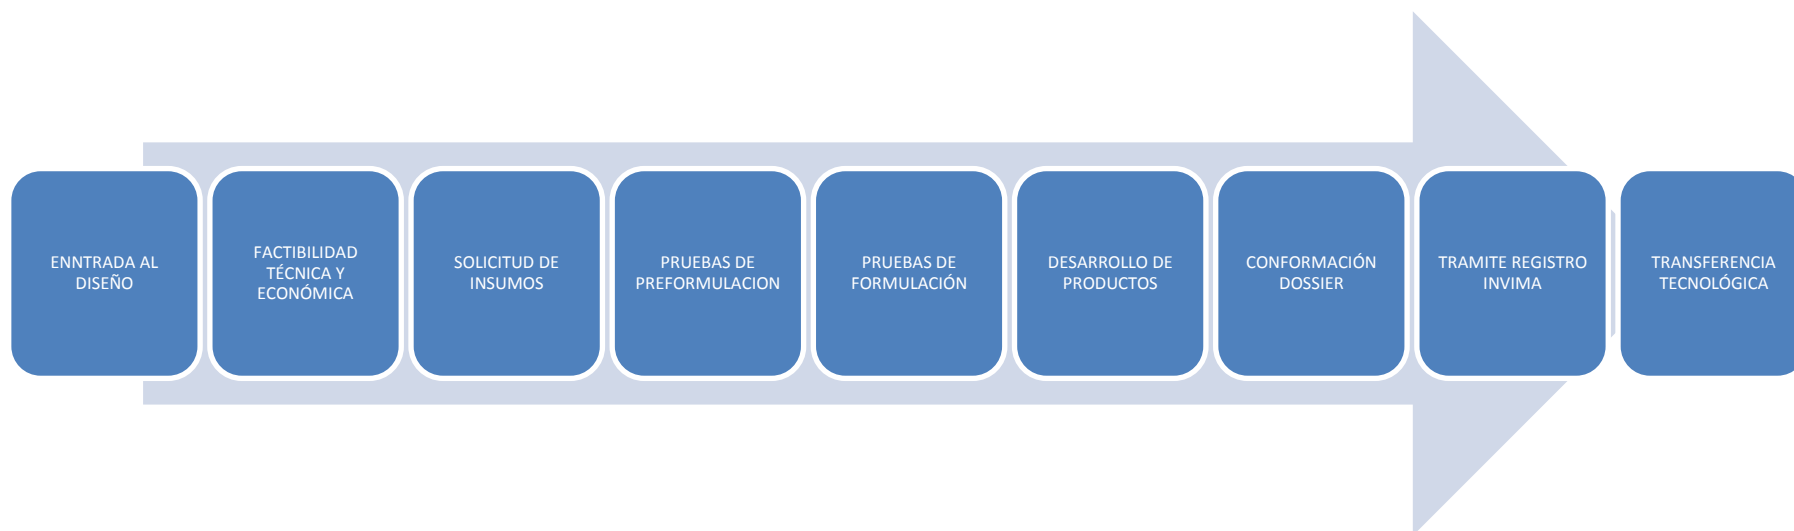 ENNTRADA AL
DISEÑO
FACTIBILIDAD
TÉCNICA Y
ECONÓMICA
SOLICITUD DE
INSUMOS
PRUEBAS DE
PREFORMULACION
PRUEBAS DE
FORMULACIÓN
DESARROLLO DE
PRODUCTOS
CONFORMACIÓN
DOSSIER
TRAMITE REGISTRO
INVIMA
TRANSFERENCIA
TECNOLÓGICA